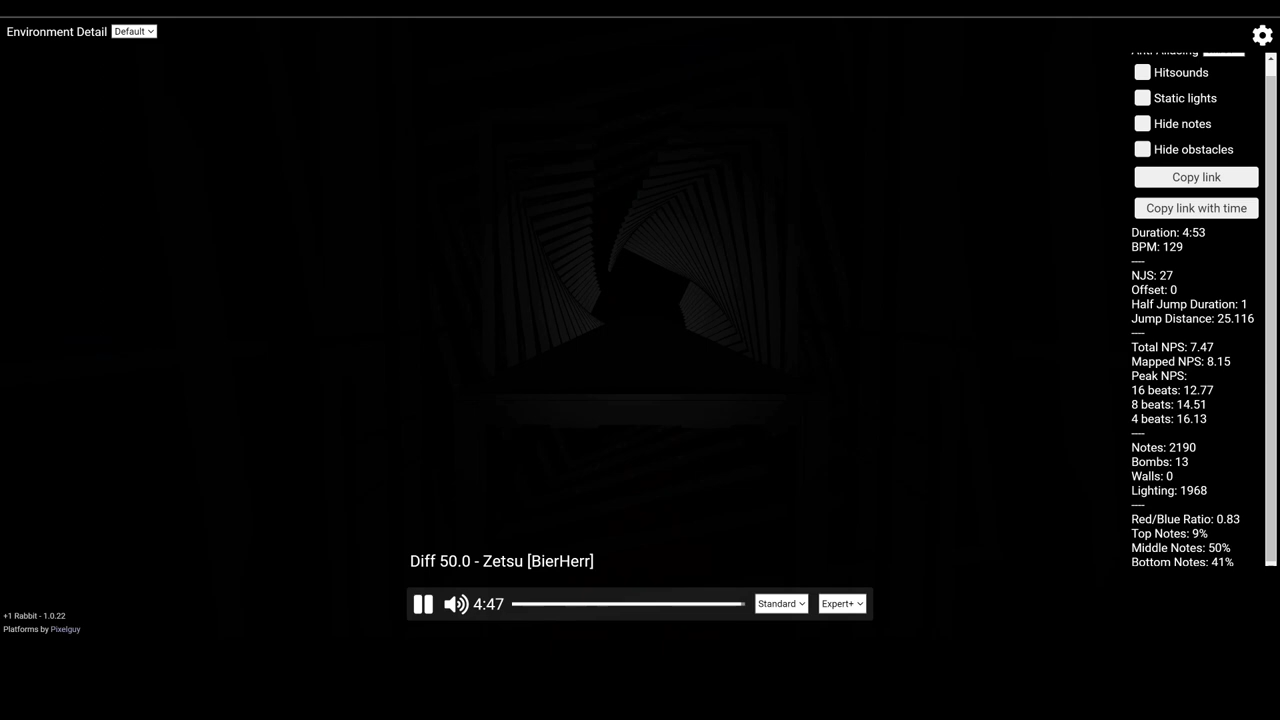 Environment Detail Default
Hitsounds
Static lights
Hide notes
Hide obstacles
Copy link
Copy link with time
Duration: 4:53
BPM: 129
---
NJS: 27
Offset: 0
Half Jump Duration: 1
Jump Distance: 25.116
---
Total NPS: 7.47
Mapped NPS: 8.15
Peak NPS:
16 beats: 12.77
8 beats: 14.51
4 beats: 16.13
---
Notes: 2190
Bombs: 13
Walls: 0
Lighting: 1968
---
Red/Blue Ratio: 0.83
Top Notes: 9%
Middle Notes: 50%
Bottom Notes: 41%
Diff 50.0 - Zetsu [BierHerr]
4:47 Standard Expert+
+1 Rabbit - 1.0.22
Platforms by Pixelguy